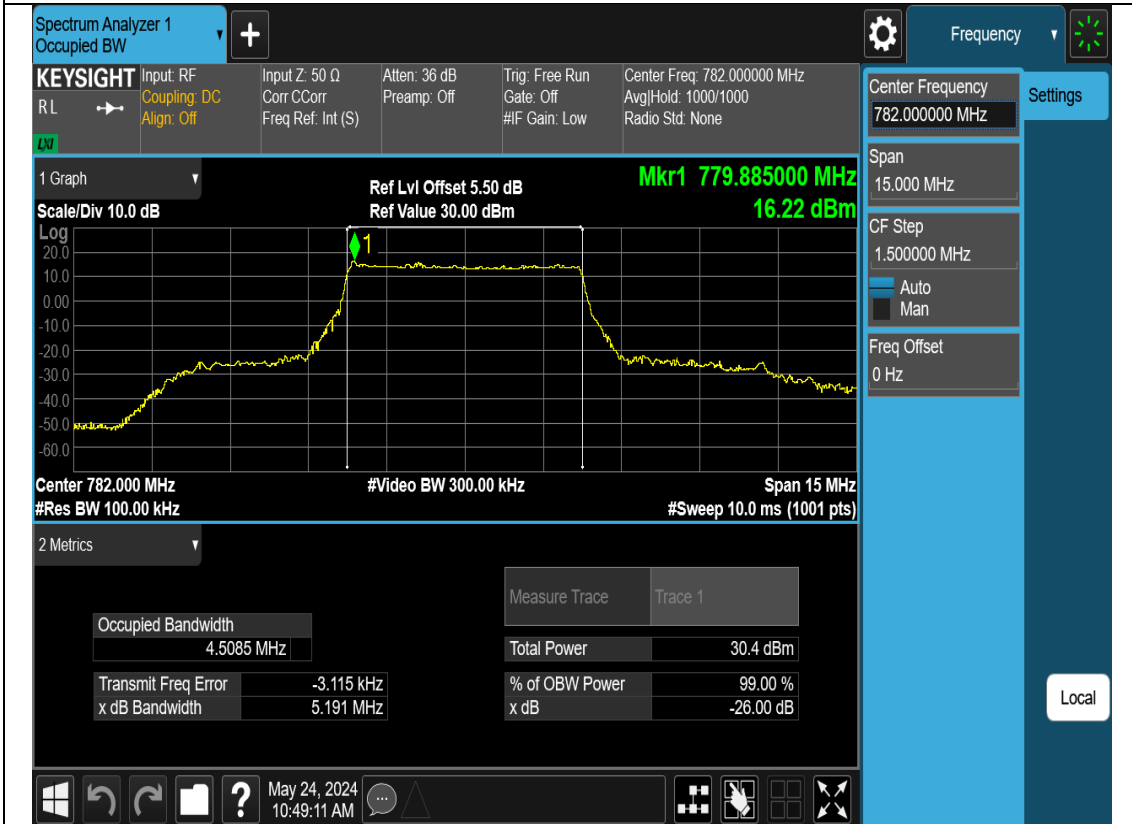 Spectrum Analyzer 1
Occupied BW
▼
+
Frequency
▼
KEYSIGHT
RL
LXI
Input: RF
Coupling: DC
Align: Off
Input Z: 50 Ω
Corr CCorr
Freq Ref: Int (S)
Atten: 36 dB
Preamp: Off
Trig: Free Run
Gate: Off
#IF Gain: Low
Center Freq: 782.000000 MHz
Avg|Hold: 1000/1000
Radio Std: None
Center Frequency
782.000000 MHz
Settings
Span
15.000 MHz
CF Step
1.500000 MHz
Auto
Man
Freq Offset
0 Hz
Local
1 Graph ▼
Scale/Div 10.0 dB
Ref Lvl Offset 5.50 dB
Ref Value 30.00 dBm
Mkr1 779.885000 MHz
16.22 dBm
Log
20.0
10.0
0.00
-10.0
-20.0
-30.0
-40.0
-50.0
-60.0
1
Center 782.000 MHz
#Res BW 100.00 kHz
#Video BW 300.00 kHz
Span 15 MHz
#Sweep 10.0 ms (1001 pts)
2 Metrics ▼
Measure Trace Trace 1
Occupied Bandwidth
4.5085 MHz
Total Power 30.4 dBm
Transmit Freq Error -3.115 kHz
% of OBW Power 99.00 %
x dB Bandwidth 5.191 MHz
x dB -26.00 dB
?
May 24, 2024
10:49:11 AM